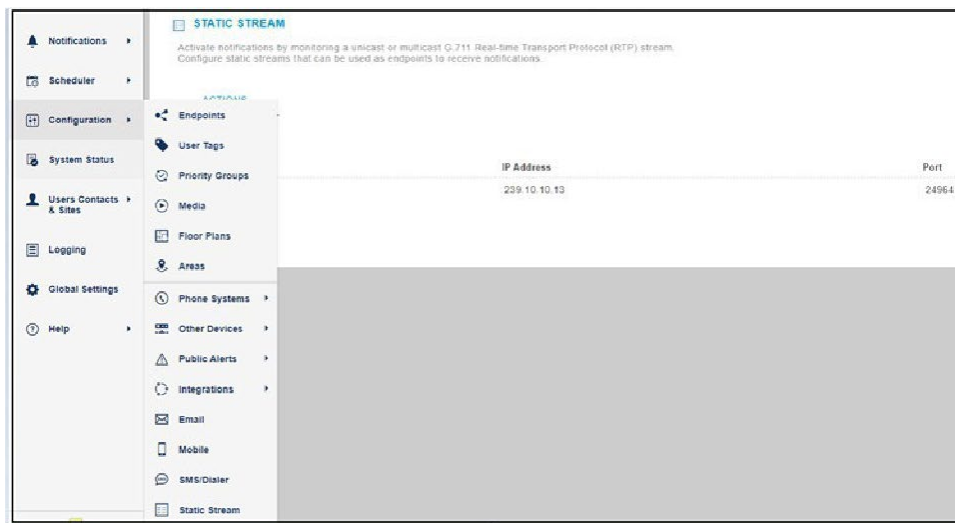 STATIC STREAM
Activate notifications by monitoring a unicast or multicast G.711 Real-time Transport Protocol (RTP) stream.
Configure static streams that can be used as endpoints to receive notifications.
ACTIONS
IP Address
Port
239.10.10.13
24964
Notifications
Scheduler
Configuration
System Status
Users Contacts
& Sites
Logging
Global Settings
Help
Endpoints
User Tags
Priority Groups
Media
Floor Plans
Areas
Phone Systems
Other Devices
Public Alerts
Integrations
Email
Mobile
SMS/Dialer
Static Stream